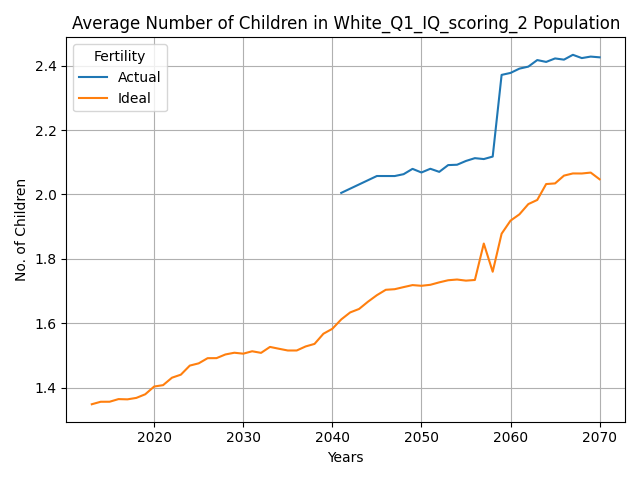 Average Number of Children in White_Q1_IQ_scoring_2 Population
Fertility
Actual
Ideal
No. of Children
2.4
2.2
2.0
1.8
1.6
1.4
2020 2030 2040 2050 2060 2070
Years